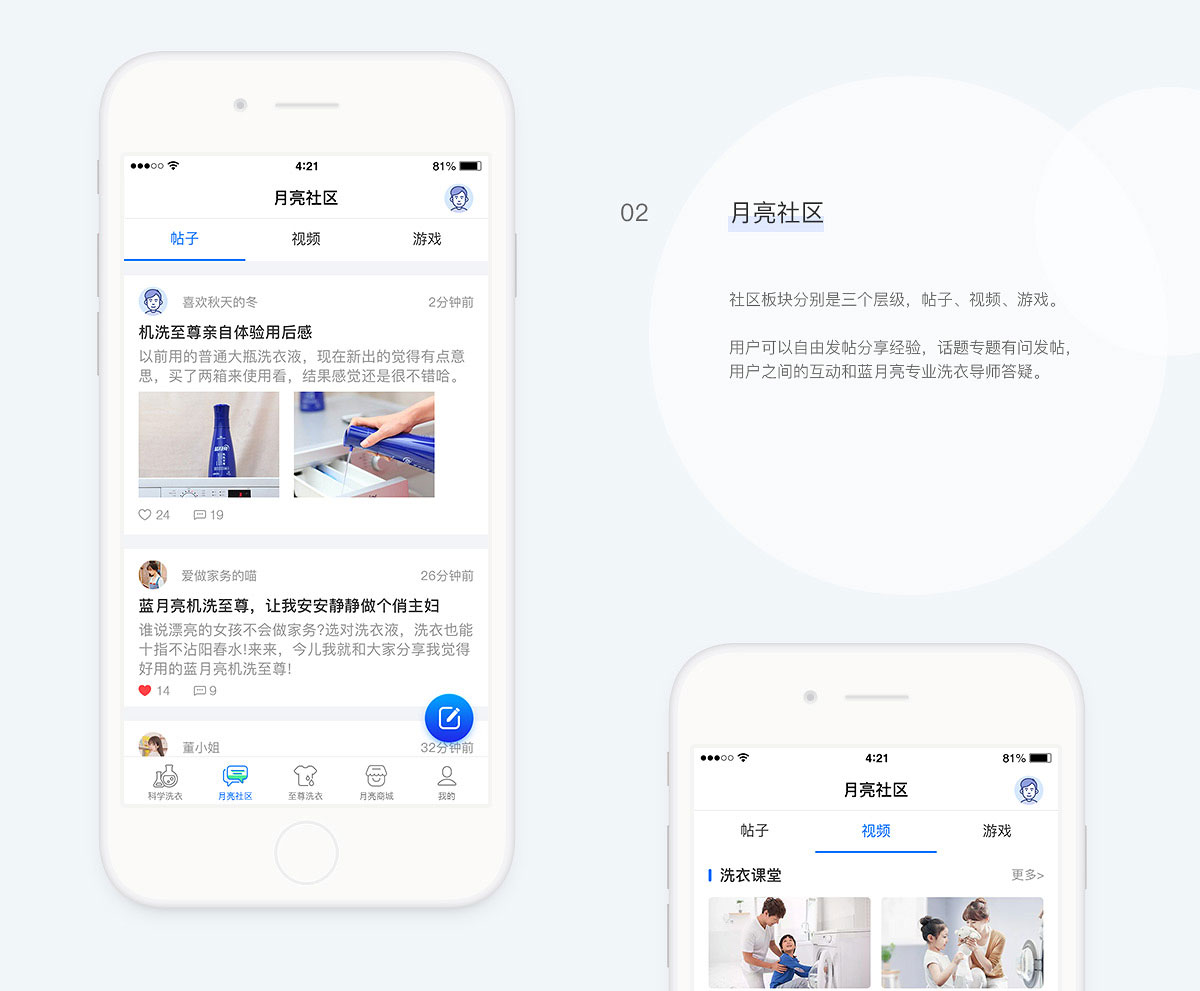 4:21
81%
月亮社区
帖子
视频
游戏
喜欢秋天的冬
2分钟前
机洗至尊亲自体验用后感
以前用的普通大瓶洗衣液，现在新出的觉得有点意
思，买了两箱来使用看，结果感觉还是很不错哈。
24
19
爱做家务的喵
26分钟前
蓝月亮机洗至尊，让我安安静静做个俏主妇
谁说漂亮的女孩不会做家务?选对洗衣液，洗衣也能
十指不沾阳春水!来来，今儿我就和大家分享我觉得
好用的蓝月亮机洗至尊!
14
9
董小姐
32分钟前
科学洗衣
月亮社区
至尊洗衣
月亮商城
我的
02
月亮社区
社区板块分别是三个层级，帖子、视频、游戏。
用户可以自由发帖分享经验，话题专题有问发帖，
用户之间的互动和蓝月亮专业洗衣导师答疑。
4:21
81%
月亮社区
帖子
视频
游戏
洗衣课堂
更多>